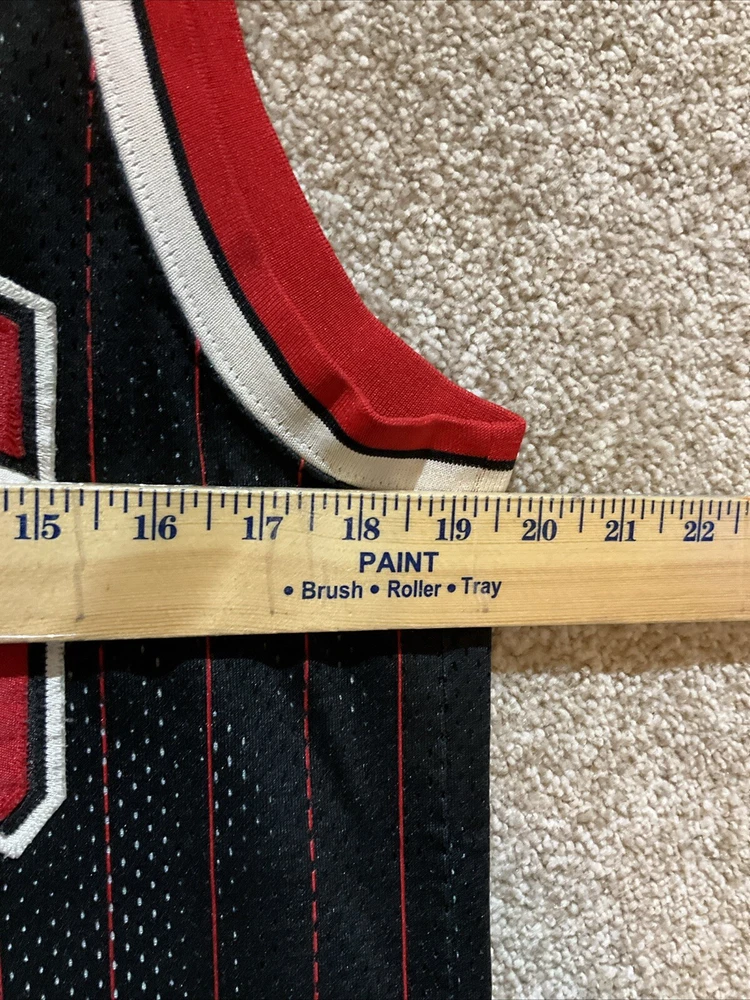 15 16 17 18 19 20 21 22
PAINT
• Brush • Roller • Tray